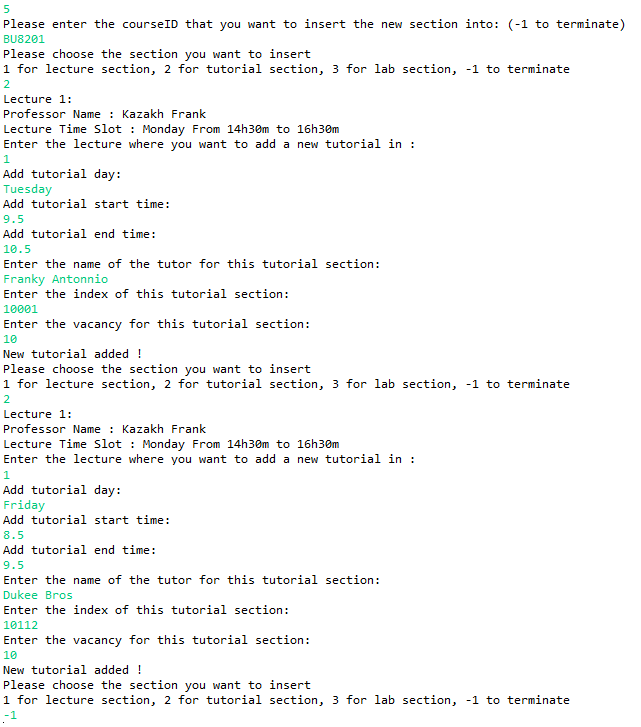 5
Please enter the courseID that you want to insert the new section into: (-1 to terminate)
BU8201
Please choose the section you want to insert
1 for lecture section, 2 for tutorial section, 3 for lab section, -1 to terminate
2
Lecture 1:
Professor Name : Kazakh Frank
Lecture Time Slot : Monday From 14h30m to 16h30m
Enter the lecture where you want to add a new tutorial in :
1
Add tutorial day:
Tuesday
Add tutorial start time:
9.5
Add tutorial end time:
10.5
Enter the name of the tutor for this tutorial section:
Franky Antonnio
Enter the index of this tutorial section:
10001
Enter the vacancy for this tutorial section:
10
New tutorial added !
Please choose the section you want to insert
1 for lecture section, 2 for tutorial section, 3 for lab section, -1 to terminate
2
Lecture 1:
Professor Name : Kazakh Frank
Lecture Time Slot : Monday From 14h30m to 16h30m
Enter the lecture where you want to add a new tutorial in :
1
Add tutorial day:
Friday
Add tutorial start time:
8.5
Add tutorial end time:
9.5
Enter the name of the tutor for this tutorial section:
Dukee Bros
Enter the index of this tutorial section:
10112
Enter the vacancy for this tutorial section:
10
New tutorial added !
Please choose the section you want to insert
1 for lecture section, 2 for tutorial section, 3 for lab section, -1 to terminate
-1